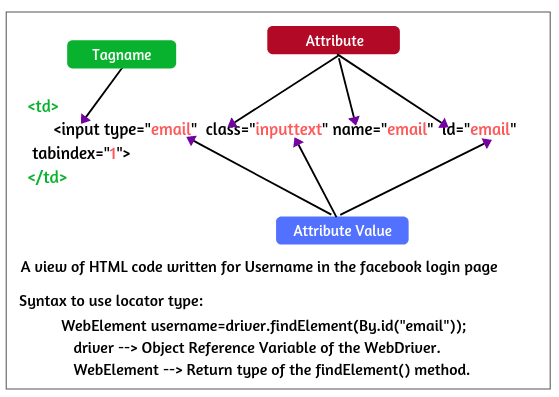 Attribute
Tagname
<td>
<input type="email" class="inputtext" name="email" id="email"
tabindex="1">
</td>
Attribute Value
A view of HTML code written for Username in the facebook login page
Syntax to use locator type:
WebElement username=driver.findElement(By.id("email"));
driver --> Object Reference Variable of the WebDriver.
WebElement --> Return type of the findElement() method.